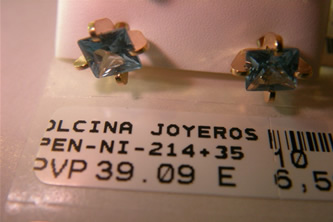 OLCINA JOYEROS
PEN-NI-214+35 10
PVP 39.09 E 6,5